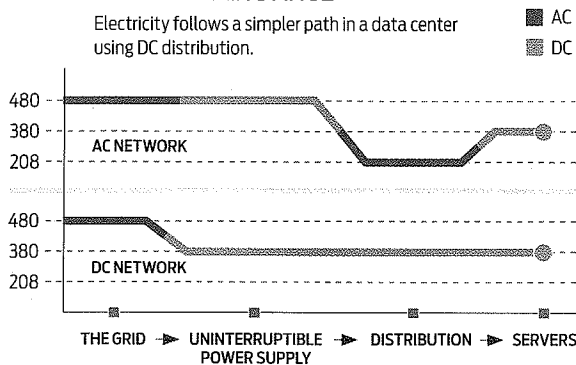 Electricity follows a simpler path in a data center
using DC distribution.
AC
DC
480
380
208
AC NETWORK
480
380
208
DC NETWORK
THE GRID
UNINTERRUPTIBLE
POWER SUPPLY
DISTRIBUTION
SERVERS